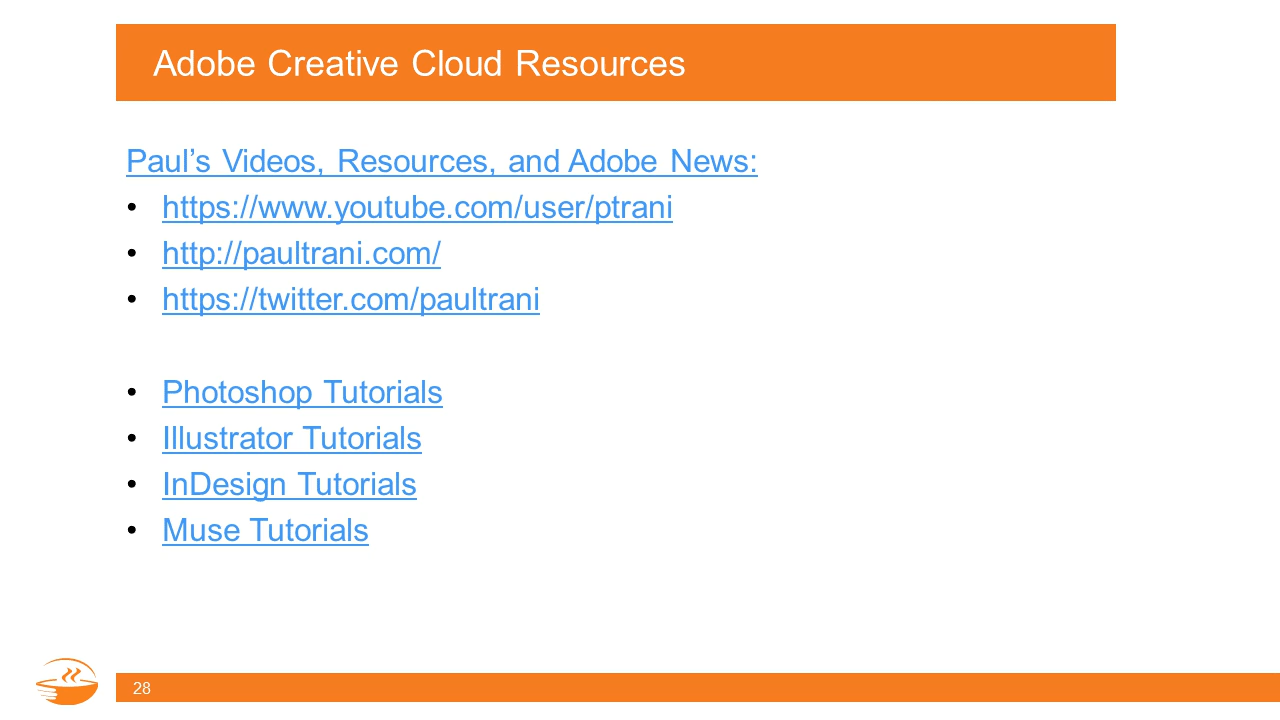 Adobe Creative Cloud Resources
Paul’s Videos, Resources, and Adobe News:
• https://www.youtube.com/user/ptrani
• http://paultrani.com/
• https://twitter.com/paultrani
• Photoshop Tutorials
• Illustrator Tutorials
• InDesign Tutorials
• Muse Tutorials
28